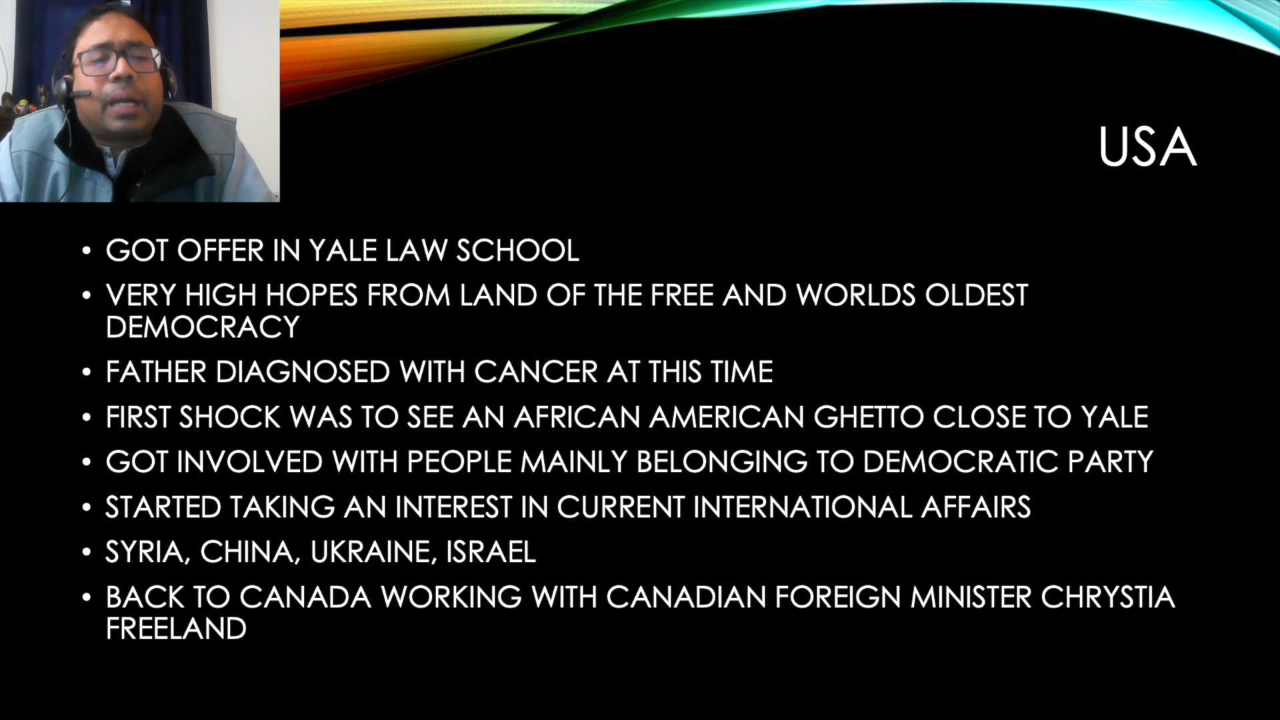 USA
• GOT OFFER IN YALE LAW SCHOOL
• VERY HIGH HOPES FROM LAND OF THE FREE AND WORLDS OLDEST
DEMOCRACY
• FATHER DIAGNOSED WITH CANCER AT THIS TIME
• FIRST SHOCK WAS TO SEE AN AFRICAN AMERICAN GHETTO CLOSE TO YALE
• GOT INVOLVED WITH PEOPLE MAINLY BELONGING TO DEMOCRATIC PARTY
• STARTED TAKING AN INTEREST IN CURRENT INTERNATIONAL AFFAIRS
• SYRIA, CHINA, UKRAINE, ISRAEL
• BACK TO CANADA WORKING WITH CANADIAN FOREIGN MINISTER CHRYSTIA
FREELAND